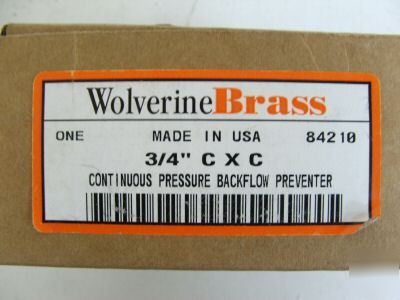 WolverineBrass
ONE MADE IN USA 84210
3/4" C X C
CONTINUOUS PRESSURE BACKFLOW PREVENTER